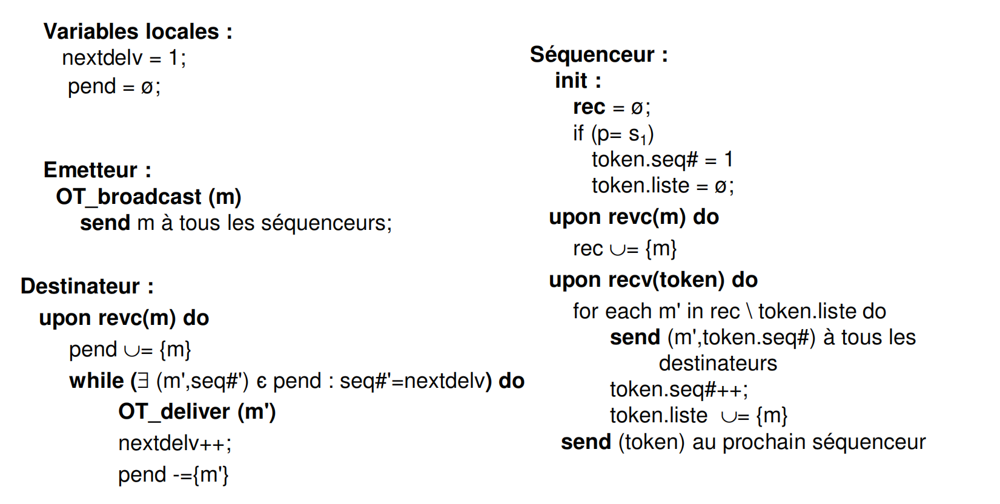 Variables locales :
nextdelv = 1;
pend = ø;
Emetteur :
OT_broadcast (m)
send m à tous les séquenceurs;
Destinateur :
upon revc(m) do
pend ∪= {m}
while (∃ (m',seq#') є pend : seq#'=nextdelv) do
OT_deliver (m')
nextdelv++;
pend -={m'}
Séquenceur :
init :
rec = ø;
if (p= s₁)
token.seq# = 1
token.liste = ø;
upon revc(m) do
rec ∪= {m}
upon recv(token) do
for each m' in rec \ token.liste do
send (m',token.seq#) à tous les
destinateurs
token.seq#++;
token.liste ∪= {m}
send (token) au prochain séquenceur